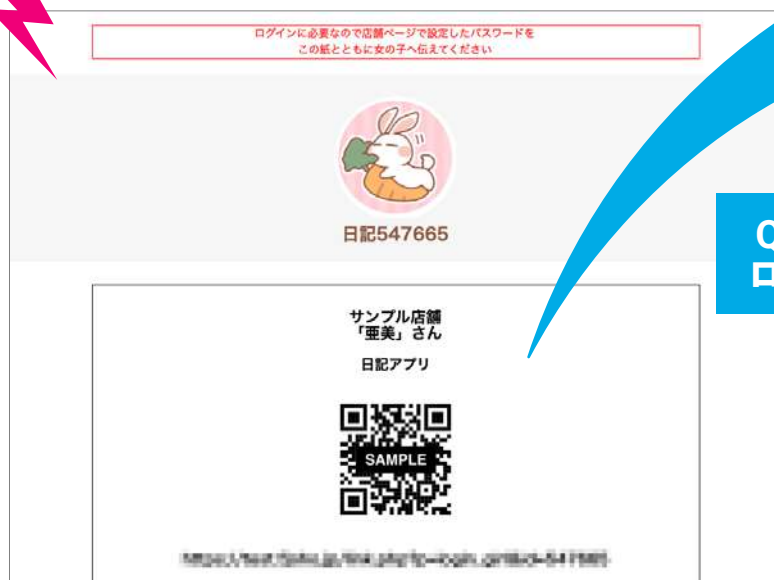 ログインに必要なので店舗ページで設定したパスワードを
この紙とともに女の子へ伝えてください
日記547665
サンプル店舗
「亜美」さん
日記アプリ
SAMPLE